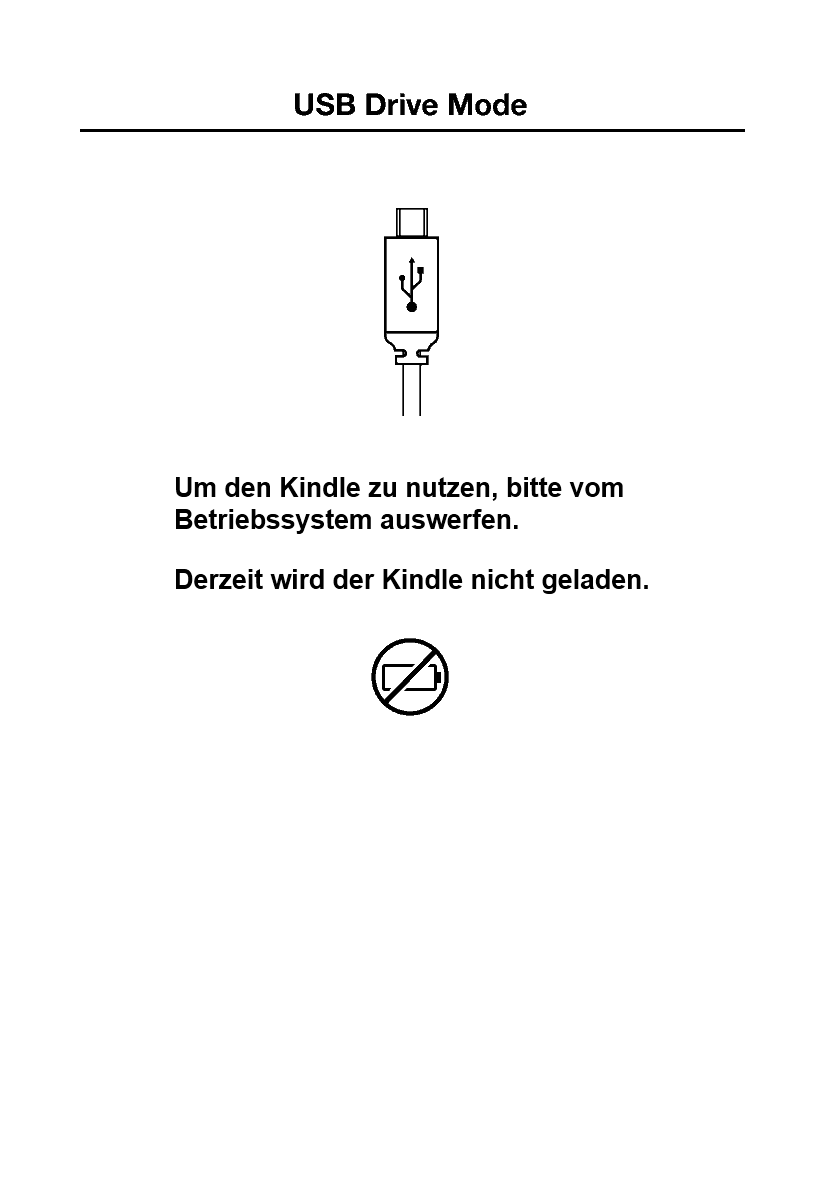 USB Drive Mode
Um den Kindle zu nutzen, bitte vom
Betriebssystem auswerfen.
Derzeit wird der Kindle nicht geladen.